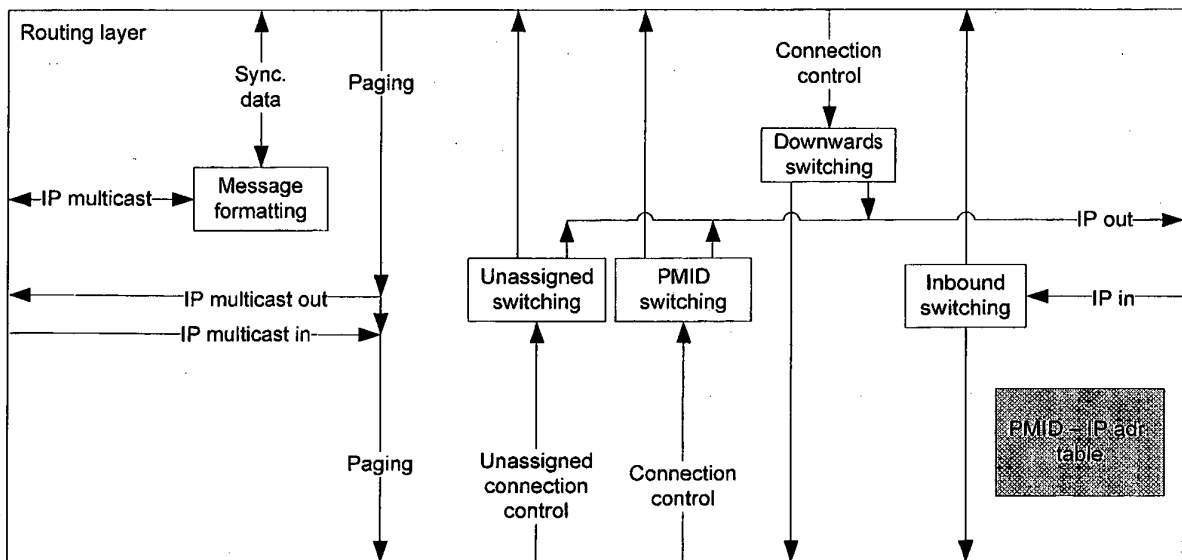 Routing layer
Sync.
data
Paging
Connection
control
Downwards
switching
IP multicast
Message
formatting
IP out
Unassigned
switching
PMID
switching
Inbound
switching
IP multicast out
IP in
IP multicast in
PMID – IP adr
table
Paging
Unassigned
connection
control
Connection
control